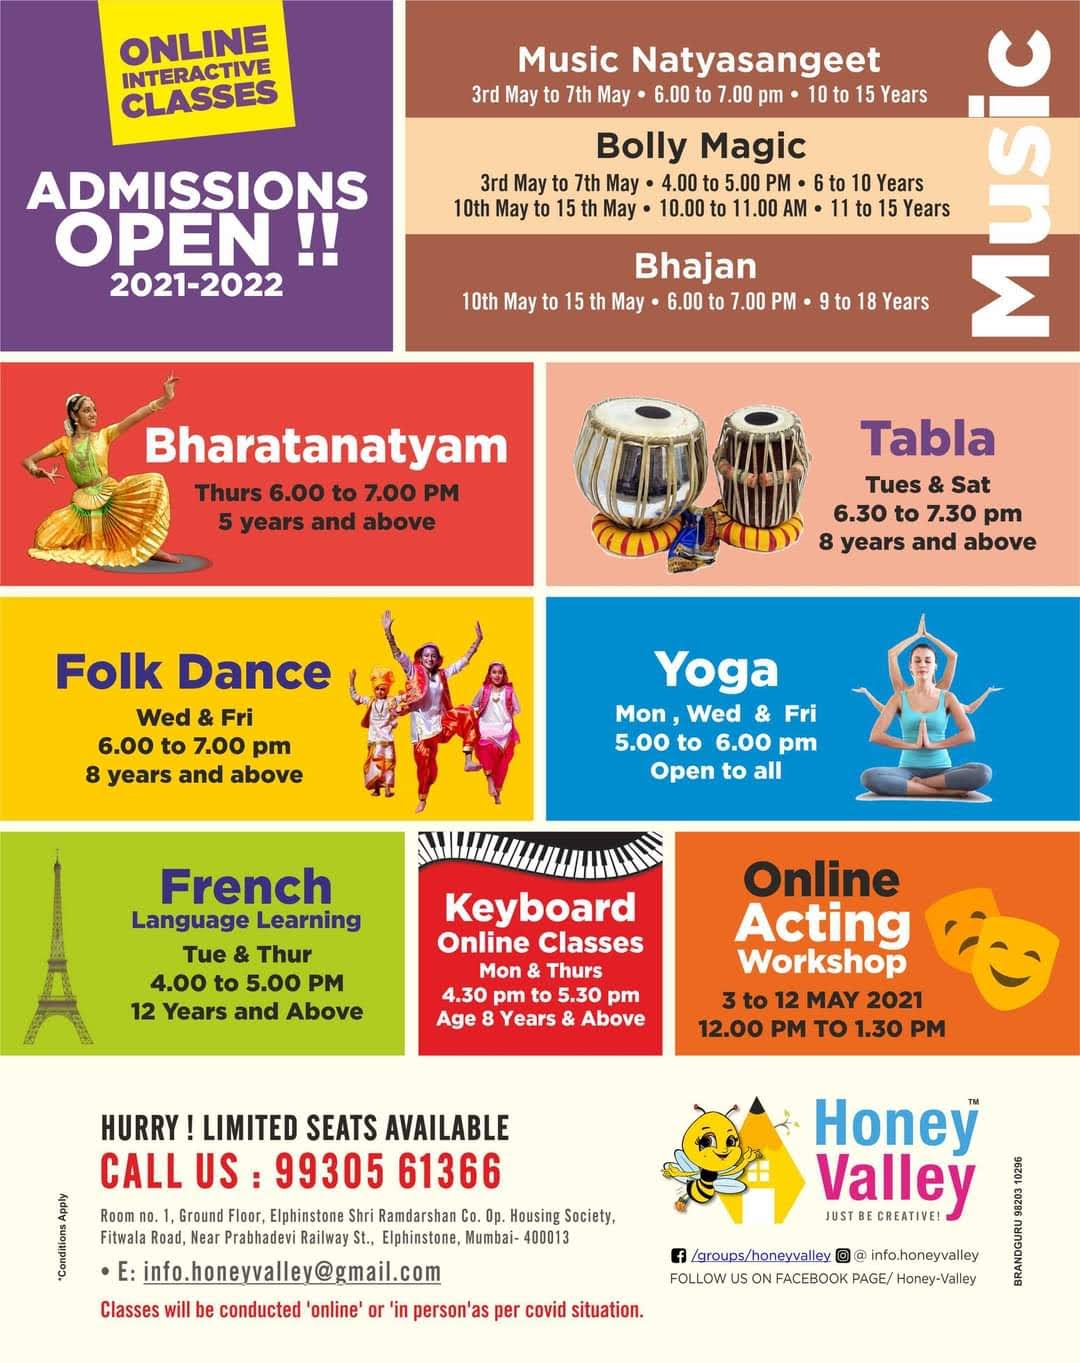 ONLINE
INTERACTIVE
CLASSES
ADMISSIONS
OPEN !!
2021-2022
Music Natyasangeet
3rd May to 7th May • 6.00 to 7.00 pm • 10 to 15 Years
Bolly Magic
3rd May to 7th May • 4.00 to 5.00 PM • 6 to 10 Years
10th May to 15 th May • 10.00 to 11.00 AM • 11 to 15 Years
Bhajan
10th May to 15 th May • 6.00 to 7.00 PM • 9 to 18 Years
Music
Bharatanatyam
Thurs 6.00 to 7.00 PM
5 years and above
Tabla
Tues & Sat
6.30 to 7.30 pm
8 years and above
Folk Dance
Wed & Fri
6.00 to 7.00 pm
8 years and above
Yoga
Mon , Wed & Fri
5.00 to 6.00 pm
Open to all
French
Language Learning
Tue & Thur
4.00 to 5.00 PM
12 Years and Above
Keyboard
Online Classes
Mon & Thurs
4.30 pm to 5.30 pm
Age 8 Years & Above
Online
Acting
Workshop
3 to 12 MAY 2021
12.00 PM TO 1.30 PM
HURRY ! LIMITED SEATS AVAILABLE
CALL US : 99305 61366
Room no. 1, Ground Floor, Elphinstone Shri Ramdarshan Co. Op. Housing Society,
Fitwala Road, Near Prabhadevi Railway St., Elphinstone, Mumbai- 400013
• E: info.honeyvalley@gmail.com
Classes will be conducted 'online' or 'in person'as per covid situation.
*Conditions Apply
Honey™
Valley
JUST BE CREATIVE!
/groups/honeyvalley @ info.honeyvalley
FOLLOW US ON FACEBOOK PAGE/ Honey-Valley
BRANDGURU 98203 10296